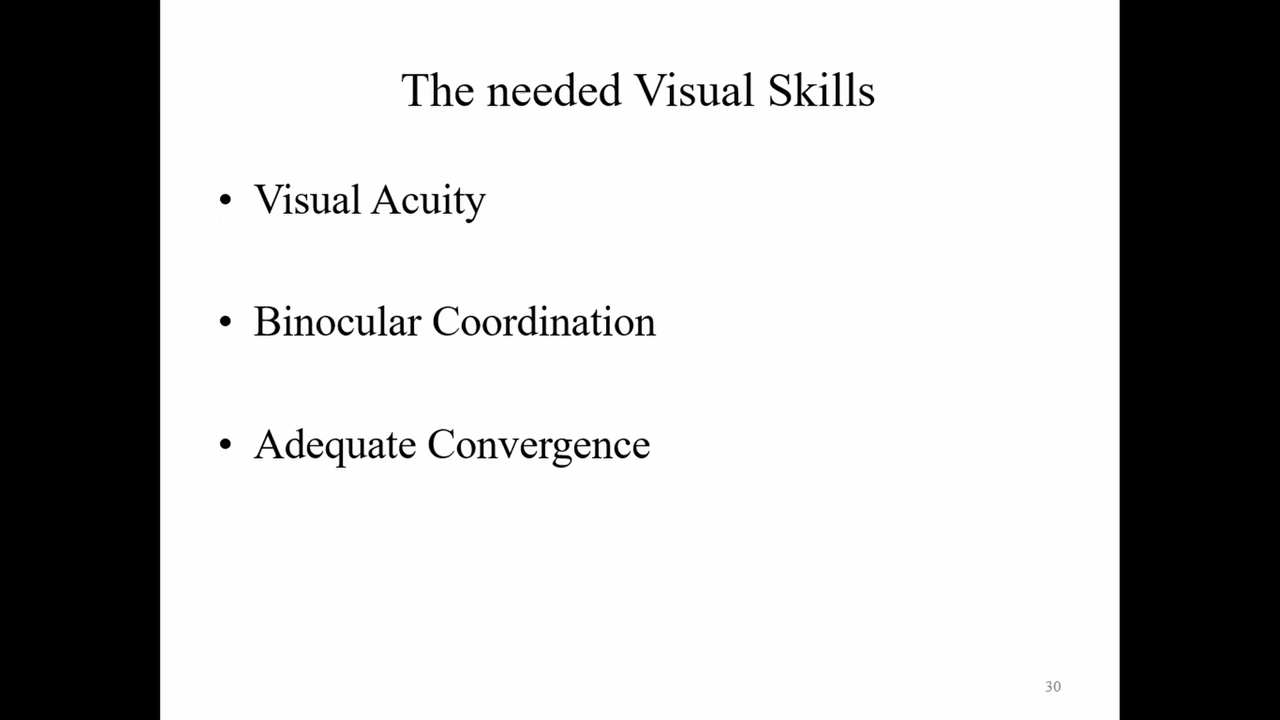 The needed Visual Skills
• Visual Acuity
• Binocular Coordination
• Adequate Convergence
30